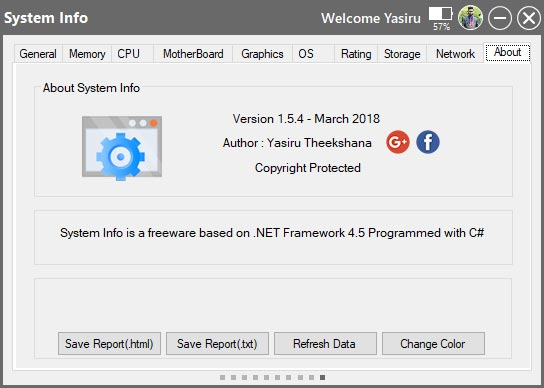 System Info
Welcome Yasiru
57%
General Memory CPU MotherBoard Graphics OS Rating Storage Network About
About System Info
Version 1.5.4 - March 2018
Author : Yasiru Theekshana G+ f
Copyright Protected
System Info is a freeware based on .NET Framework 4.5 Programmed with C#
Save Report(.html) Save Report(.txt) Refresh Data Change Color